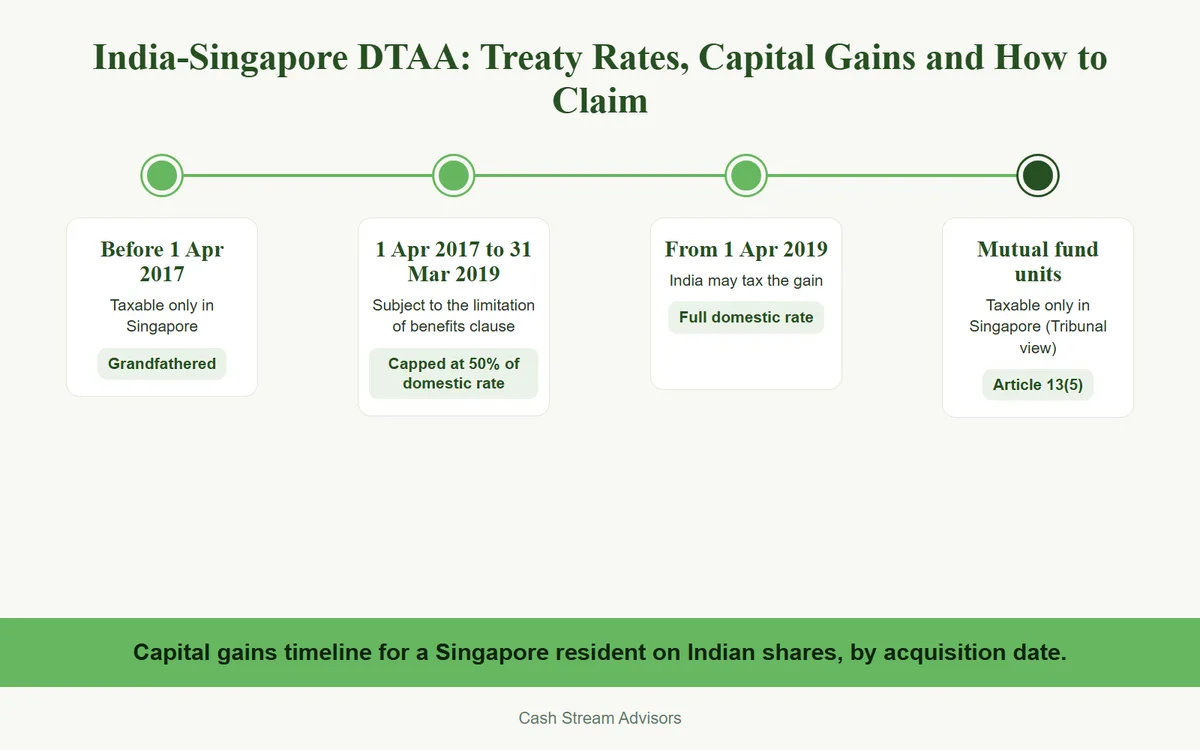 India-Singapore DTAA: Treaty Rates, Capital Gains and How to
Claim
Before 1 Apr
2017
Taxable only in
Singapore
Grandfathered
1 Apr 2017 to 31
Mar 2019
Subject to the limitation
of benefits clause
Capped at 50% of
domestic rate
From 1 Apr 2019
India may tax the gain
Full domestic rate
Mutual fund
units
Taxable only in
Singapore (Tribunal
view)
Article 13(5)
Capital gains timeline for a Singapore resident on Indian shares, by acquisition date.
Cash Stream Advisors